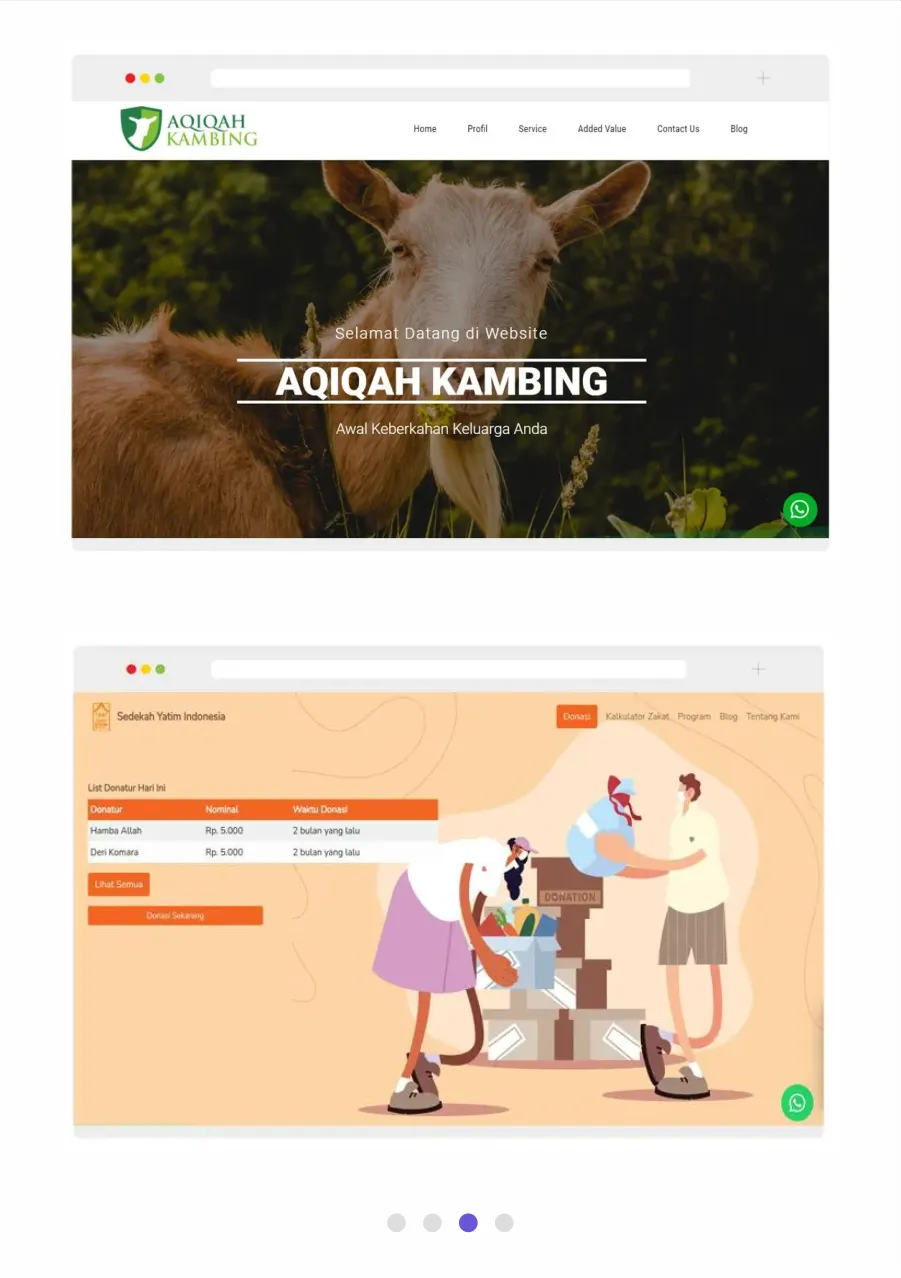 AQIQAH
KAMBING
Home Profil Service Added Value Contact Us Blog
Selamat Datang di Website
AQIQAH KAMBING
Awal Keberkahan Keluarga Anda
Sedekah Yatim Indonesia
Donasi Kalkulator Zakat Program Blog Tentang Kami
List Donatur Hari Ini
Donatur Nominal Waktu Donasi
Hamba Allah Rp. 5.000 2 bulan yang lalu
Deri Komara Rp. 5.000 2 bulan yang lalu
Lihat Semua
Donasi Sekarang
DONATION